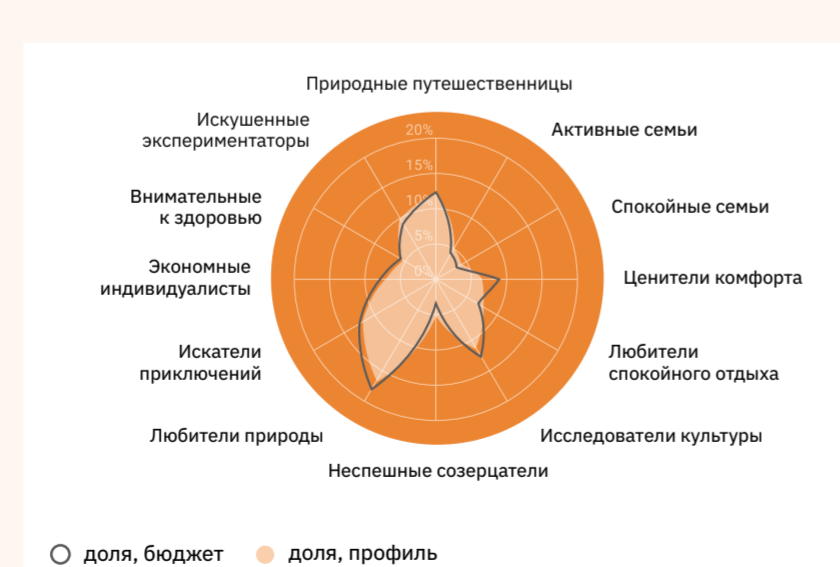 Природные путешественницы
Искушенные
экспериментаторы
Активные семьи
Внимательные
к здоровью
Спокойные семьи
Экономные
индивидуалисты
Ценители комфорта
Искатели
приключений
Любители
спокойного отдыха
Любители природы
Исследователи культуры
Неспешные созерцатели
20%
15%
10%
5%
0%
доля, бюджет
доля, профиль